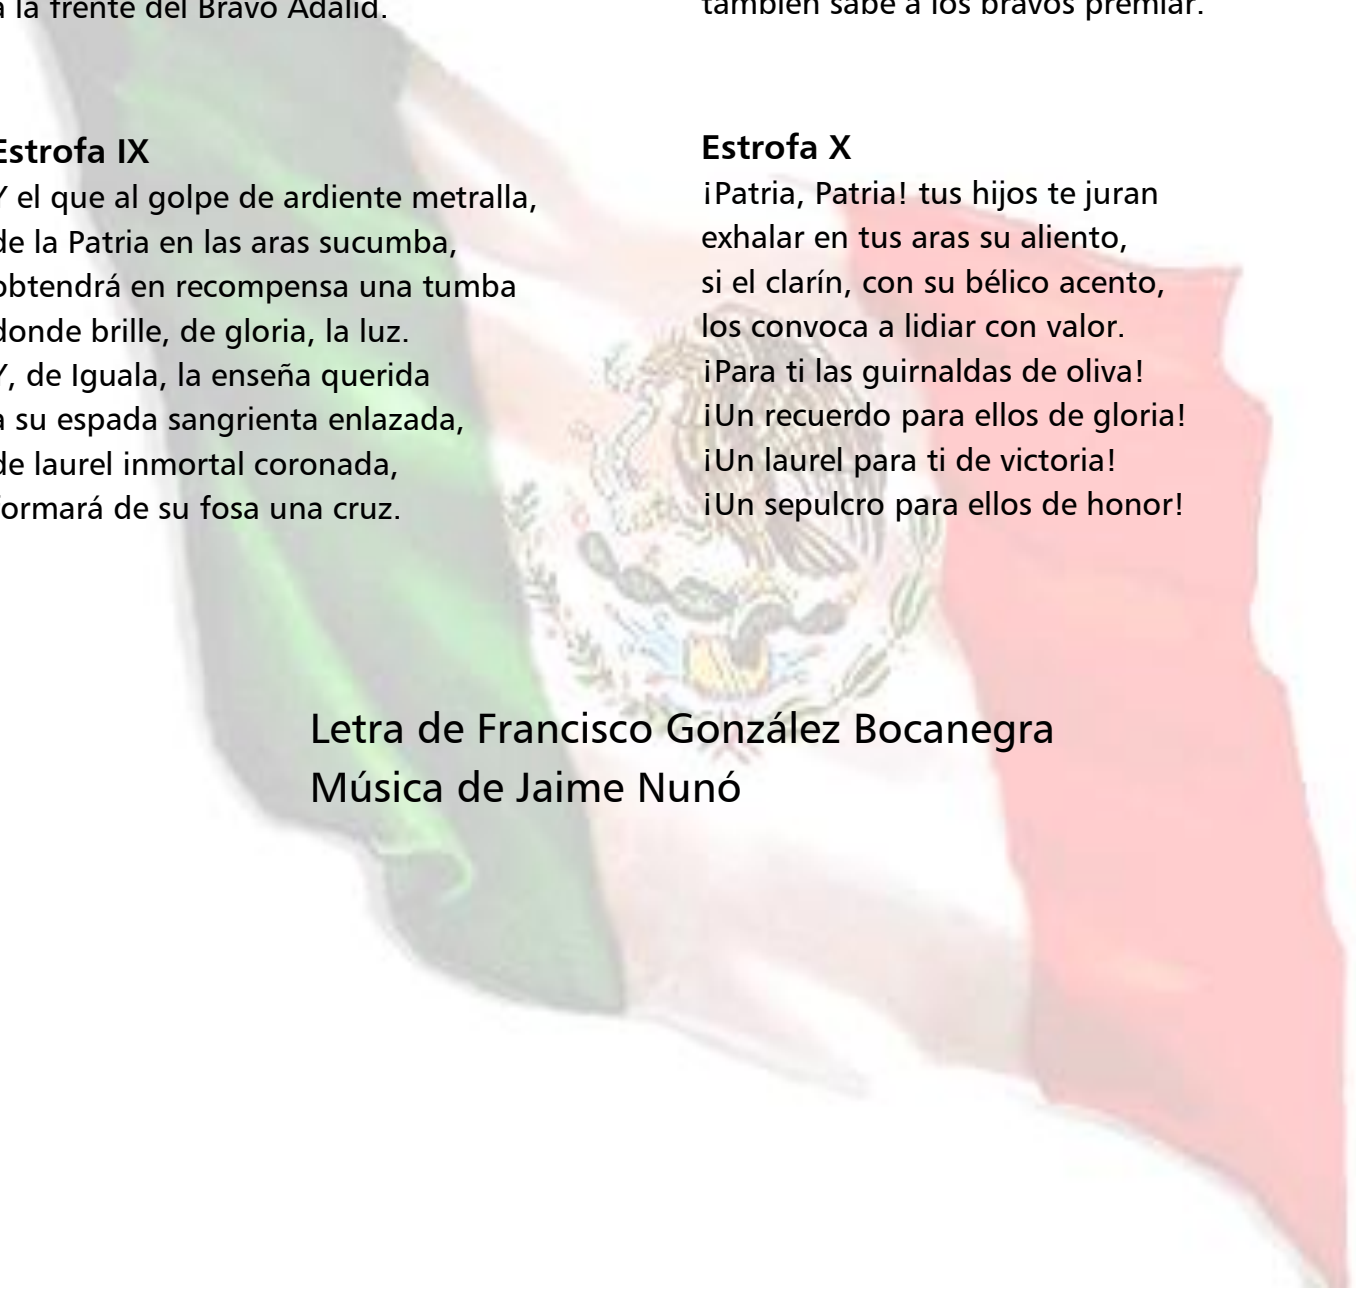 a la frente del Bravo Adalid.
Estrofa IX
Y el que al golpe de ardiente metralla,
de la Patria en las aras sucumba,
obtendrá en recompensa una tumba
donde brille, de gloria, la luz.
Y, de Iguala, la enseña querida
a su espada sangrienta enlazada,
de laurel inmortal coronada,
formará de su fosa una cruz.
también sabe a los bravos premiar.
Estrofa X
¡Patria, Patria! tus hijos te juran
exhalar en tus aras su aliento,
si el clarín, con su bélico acento,
los convoca a lidiar con valor.
¡Para ti las guirnaldas de oliva!
¡Un recuerdo para ellos de gloria!
¡Un laurel para ti de victoria!
¡Un sepulcro para ellos de honor!
Letra de Francisco González Bocanegra
Música de Jaime Nunó